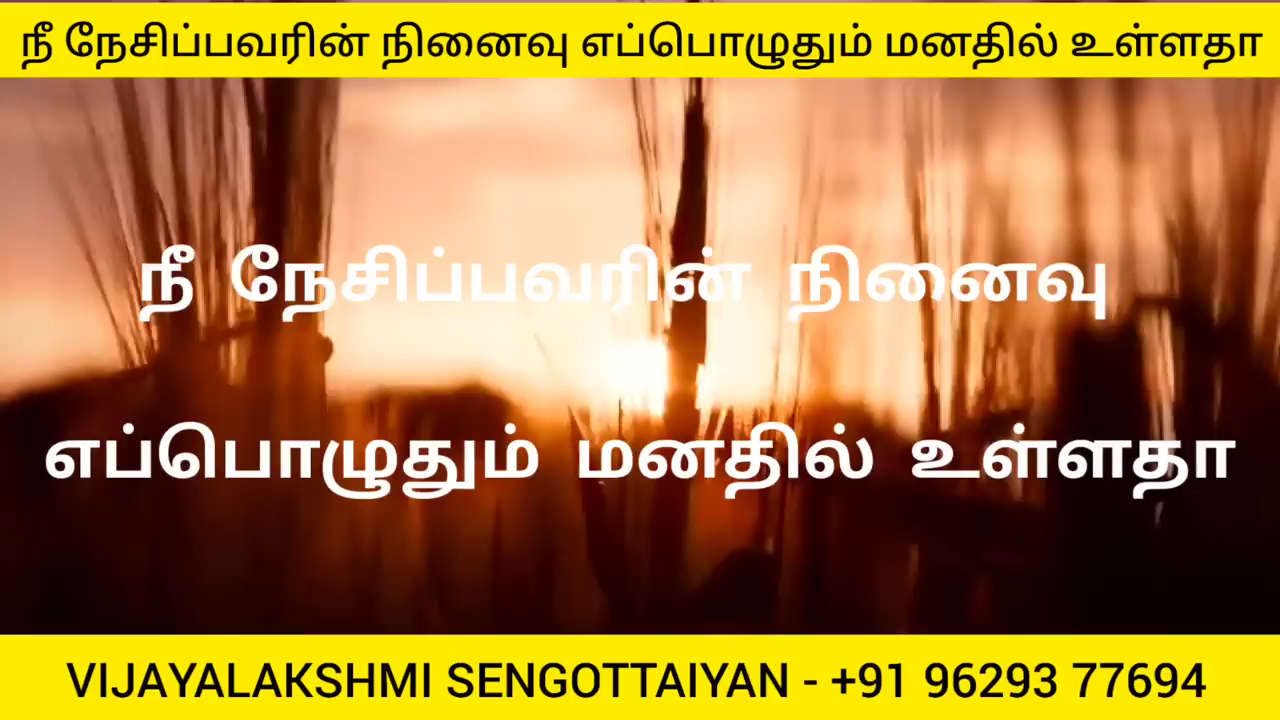 நீ நேசிப்பவரின் நினைவு எப்பொழுதும் மனதில் உள்ளதா
நீ நேசிப்பவரின் நினைவு
எப்பொழுதும் மனதில் உள்ளதா
VIJAYALAKSHMI SENGOTTAIYAN - +91 96293 77694